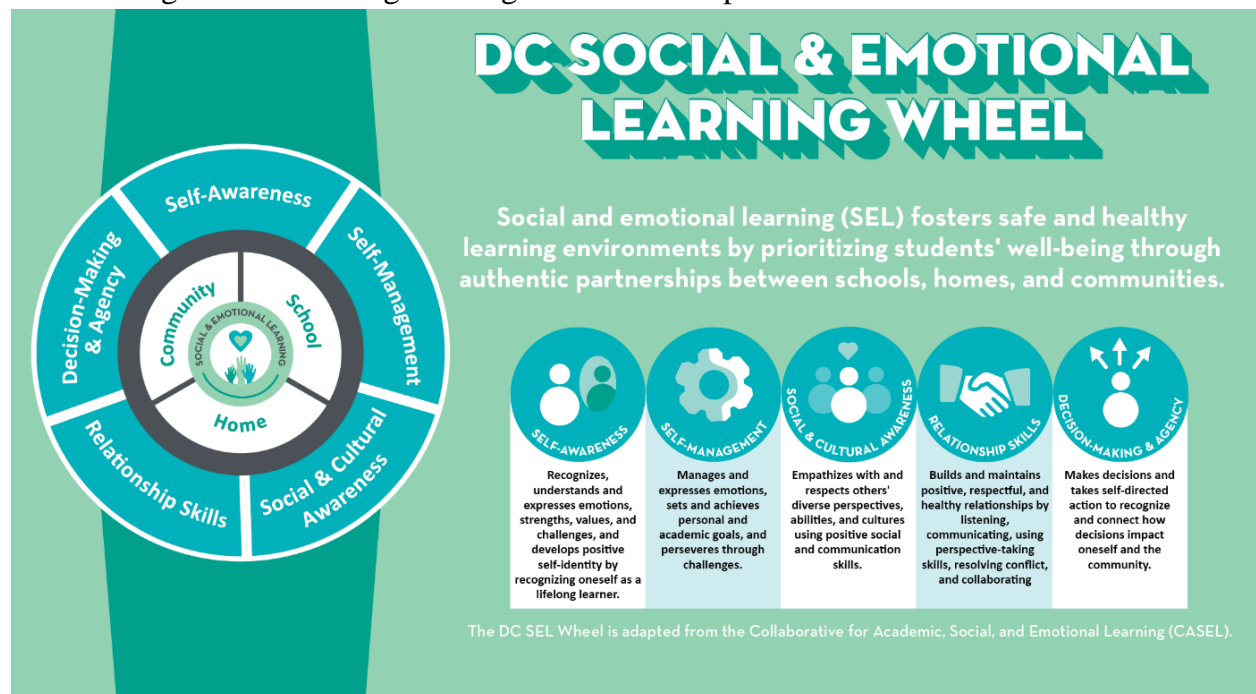 DC SOCIAL & EMOTIONAL
LEARNING WHEEL
Self-Awareness
Self-Management
Social & Cultural
Awareness
Relationship Skills
Decision-Making
& Agency
Community
School
Home
SOCIAL & EMOTIONAL LEARNING
Social and emotional learning (SEL) fosters safe and healthy
learning environments by prioritizing students' well-being through
authentic partnerships between schools, homes, and communities.
SELF-AWARENESS
Recognizes,
understands and
expresses emotions,
strengths, values, and
challenges, and
develops positive
self-identity by
recognizing oneself as a
lifelong learner.
SELF-MANAGEMENT
Manages and
expresses emotions,
sets and achieves
personal and
academic goals, and
perseveres through
challenges.
SOCIAL & CULTURAL AWARENESS
Empathizes with and
respects others'
diverse perspectives,
abilities, and cultures
using positive social
and communication
skills.
RELATIONSHIP SKILLS
Builds and maintains
positive, respectful, and
healthy relationships by
listening,
communicating, using
perspective-taking
skills, resolving conflict,
and collaborating
DECISION-MAKING & AGENCY
Makes decisions and
takes self-directed
action to recognize
and connect how
decisions impact
oneself and the
community.
The DC SEL Wheel is adapted from the Collaborative for Academic, Social, and Emotional Learning (CASEL).